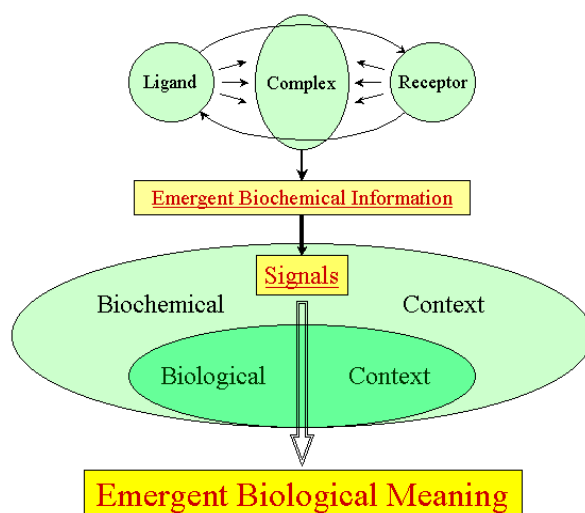 Ligand
Complex
Receptor
Emergent Biochemical Information
Signals
Biochemical Context
Biological Context
Emergent Biological Meaning